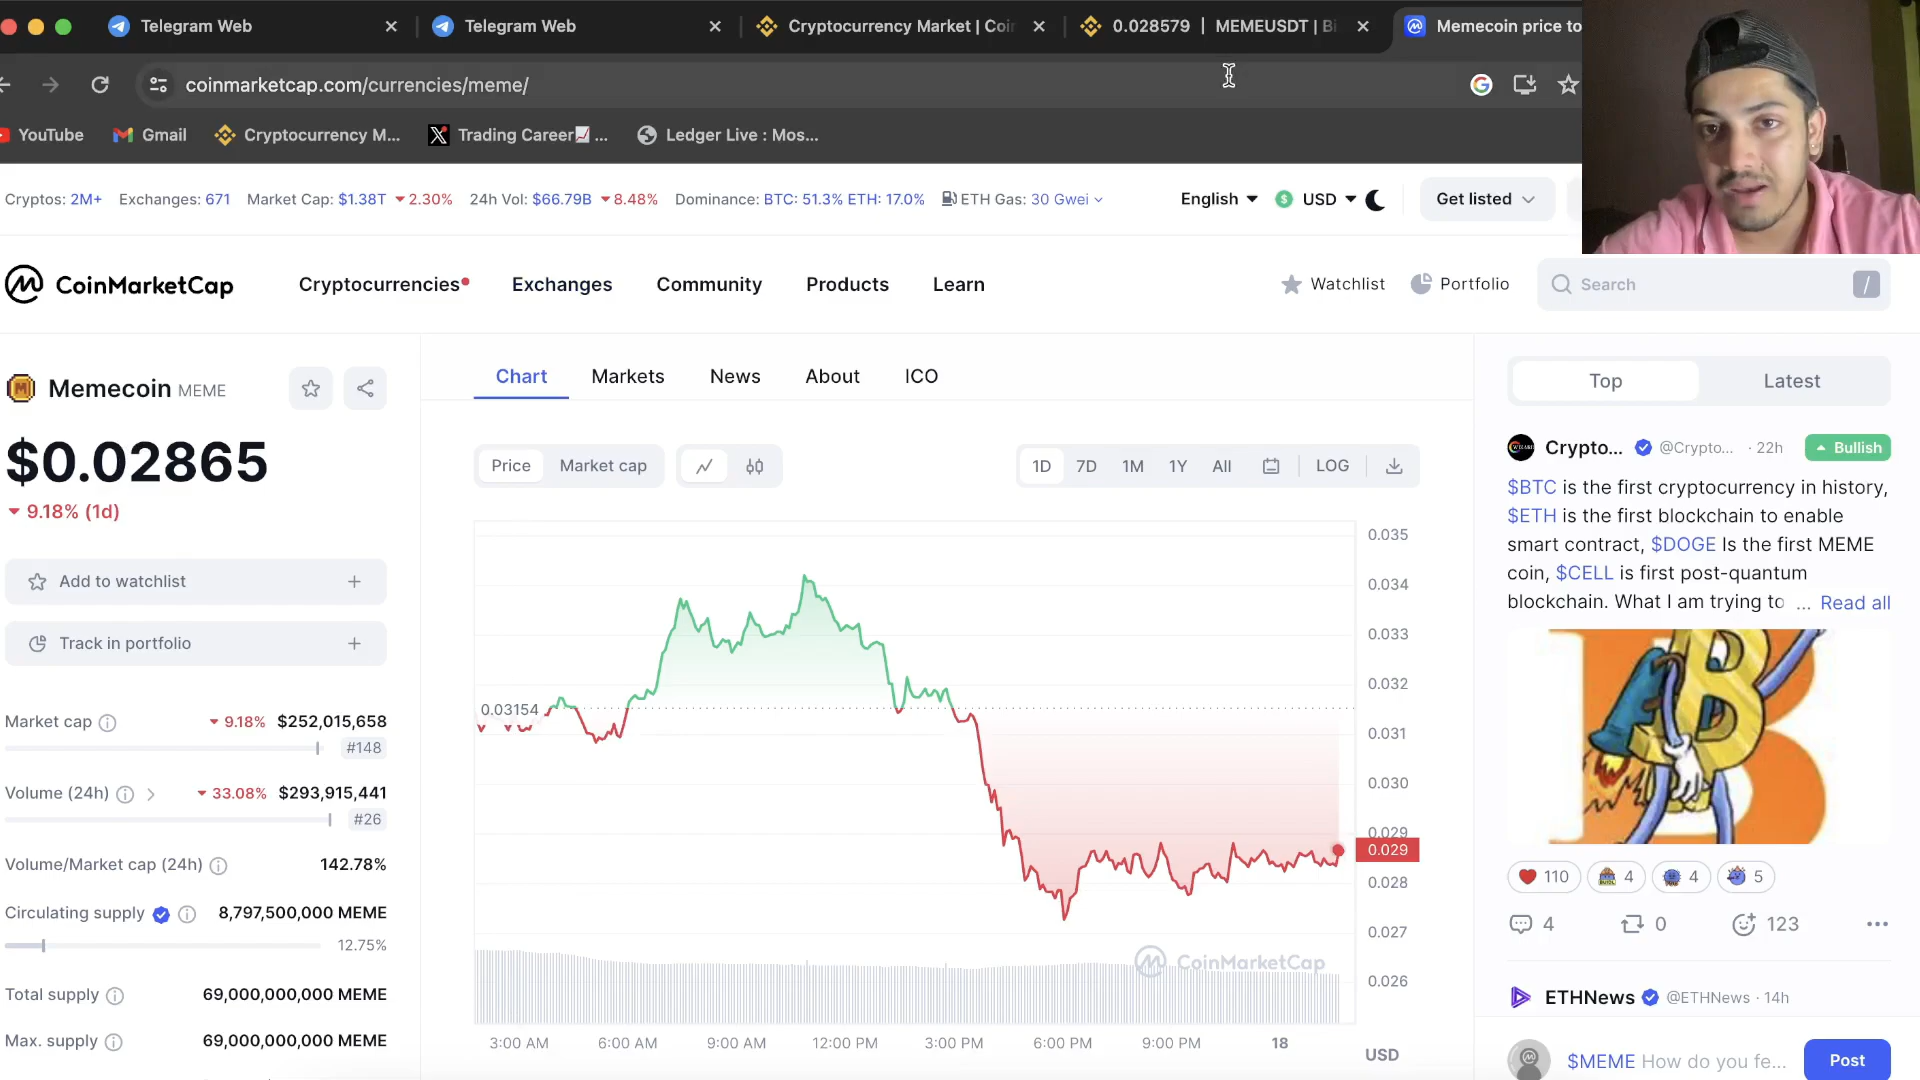 Telegram Web
Telegram Web
Cryptocurrency Market | Coi
0.028579 | MEMEUSDT | Bi
Memecoin price to
coinmarketcap.com/currencies/meme/
YouTube
Gmail
Cryptocurrency M...
Trading Career📈 ...
Ledger Live : Mos...
Cryptos: 2M+ Exchanges: 671 Market Cap: $1.38T ▼ 2.30% 24h Vol: $66.79B ▼ 8.48% Dominance: BTC: 51.3% ETH: 17.0% ETH Gas: 30 Gwei
English
USD
Get listed
CoinMarketCap
Cryptocurrencies
Exchanges
Community
Products
Learn
Watchlist
Portfolio
Search
/
Memecoin MEME
$0.02865
▼ 9.18% (1d)
Add to watchlist +
Track in portfolio +
Market cap ▼ 9.18% $252,015,658
#148
Volume (24h) ▼ 33.08% $293,915,441
#26
Volume/Market cap (24h) 142.78%
Circulating supply 8,797,500,000 MEME
12.75%
Total supply 69,000,000,000 MEME
Max. supply 69,000,000,000 MEME
Chart
Markets
News
About
ICO
Price
Market cap
1D
7D
1M
1Y
All
LOG
0.035
0.034
0.033
0.032
0.03154
0.031
0.030
0.029
0.029
0.028
0.027
0.026
CoinMarketCap
3:00 AM
6:00 AM
9:00 AM
12:00 PM
3:00 PM
6:00 PM
9:00 PM
18
USD
Top
Latest
Crypto... @Crypto... · 22h
Bullish
$BTC is the first cryptocurrency in history,
$ETH is the first blockchain to enable
smart contract, $DOGE Is the first MEME
coin, $CELL is first post-quantum
blockchain. What I am trying to ... Read all
110
4
4
5
4
0
123
ETHNews @ETHNews · 14h
$MEME How do you fe...
Post